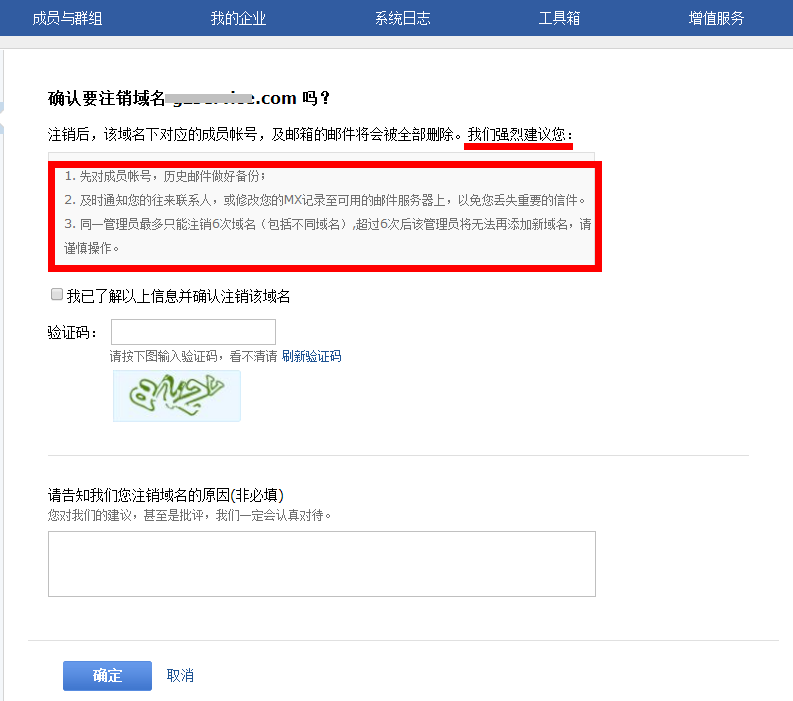 成员与群组 我的企业 系统日志 工具箱 增值服务
确认要注销域名 .com 吗？
注销后，该域名下对应的成员帐号，及邮箱的邮件将会被全部删除。我们强烈建议您：
1. 先对成员帐号，历史邮件做好备份；
2. 及时通知您的往来联系人，或修改您的MX记录至可用的邮件服务器上，以免您丢失重要的信件。
3. 同一管理员最多只能注销6次域名（包括不同域名）,超过6次后该管理员将无法再添加新域名，请
谨慎操作。
我已了解以上信息并确认注销该域名
验证码：
请按下图输入验证码，看不清请 刷新验证码
请告知我们您注销域名的原因(非必填)
您对我们的建议，甚至是批评，我们一定会认真对待。
确定 取消